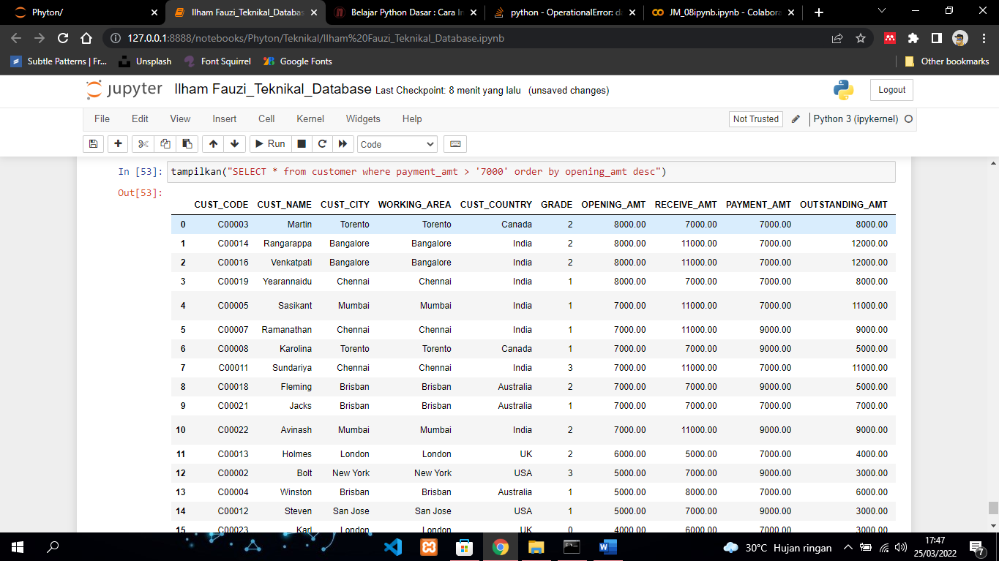 Phyton/
Ilham Fauzi_Teknikal_Databas
Belajar Python Dasar : Cara In
python - OperationalError: da
JM_08ipynb.ipynb - Colabora
127.0.0.1:8888/notebooks/Phyton/Teknikal/Ilham%20Fauzi_Teknikal_Database.ipynb
Subtle Patterns | Fr... Unsplash Font Squirrel Google Fonts Other bookmarks
jupyter Ilham Fauzi_Teknikal_Database Last Checkpoint: 8 menit yang lalu (unsaved changes) Logout
File Edit View Insert Cell Kernel Widgets Help Not Trusted Python 3 (ipykernel)
Run Code
In [53]: tampilkan("SELECT * from customer where payment_amt > '7000' order by opening_amt desc")
Out[53]:
CUST_CODE CUST_NAME CUST_CITY WORKING_AREA CUST_COUNTRY GRADE OPENING_AMT RECEIVE_AMT PAYMENT_AMT OUTSTANDING_AMT
0 C00003 Martin Torento Torento Canada 2 8000.00 7000.00 7000.00 8000.00
1 C00014 Rangarappa Bangalore Bangalore India 2 8000.00 11000.00 7000.00 12000.00
2 C00016 Venkatpati Bangalore Bangalore India 2 8000.00 11000.00 7000.00 12000.00
3 C00019 Yearannaidu Chennai Chennai India 1 8000.00 7000.00 7000.00 8000.00
4 C00005 Sasikant Mumbai Mumbai India 1 7000.00 11000.00 7000.00 11000.00
5 C00007 Ramanathan Chennai Chennai India 1 7000.00 11000.00 9000.00 9000.00
6 C00008 Karolina Torento Torento Canada 1 7000.00 7000.00 9000.00 5000.00
7 C00011 Sundariya Chennai Chennai India 3 7000.00 11000.00 7000.00 11000.00
8 C00018 Fleming Brisban Brisban Australia 2 7000.00 7000.00 9000.00 5000.00
9 C00021 Jacks Brisban Brisban Australia 1 7000.00 7000.00 7000.00 7000.00
10 C00022 Avinash Mumbai Mumbai India 2 7000.00 11000.00 9000.00 9000.00
11 C00013 Holmes London London UK 2 6000.00 5000.00 7000.00 4000.00
12 C00002 Bolt New York New York USA 3 5000.00 7000.00 9000.00 3000.00
13 C00004 Winston Brisban Brisban Australia 1 5000.00 8000.00 7000.00 6000.00
14 C00012 Steven San Jose San Jose USA 1 5000.00 7000.00 9000.00 3000.00
15 C00023 Karl London London UK 0 4000.00 6000.00 7000.00 3000.00
30°C Hujan ringan
17:47
25/03/2022
7